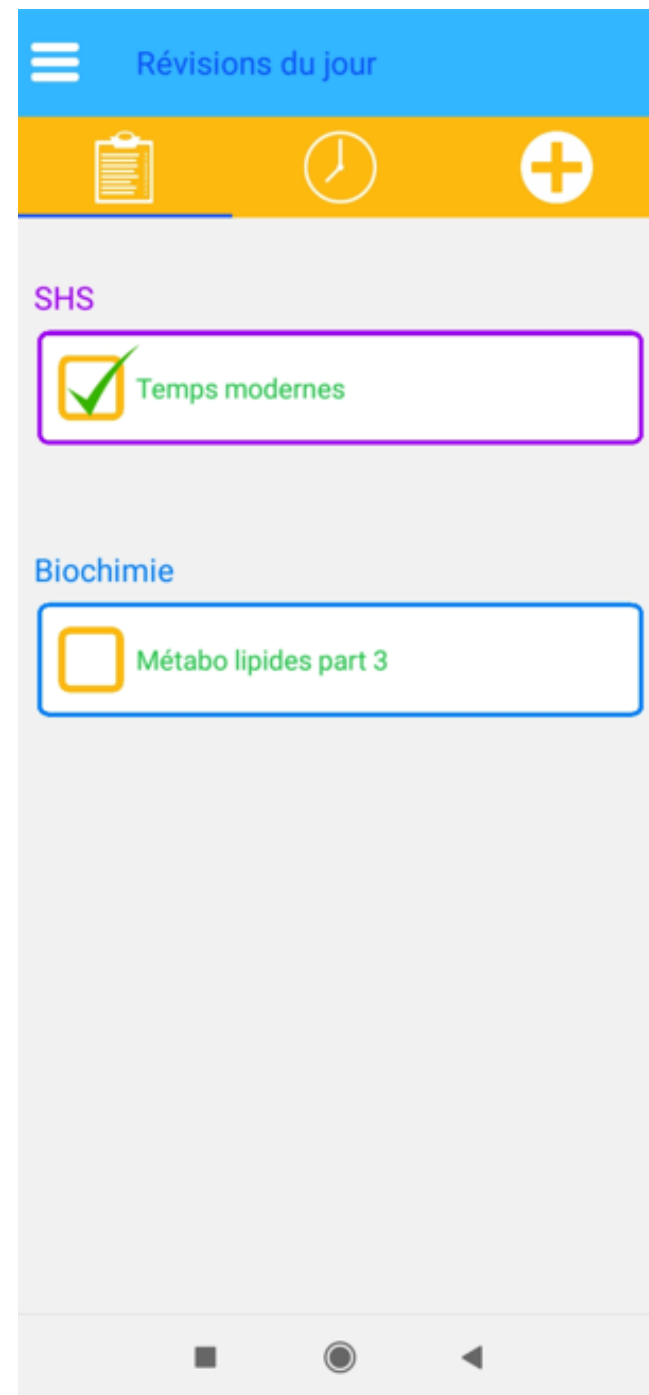 Révisions du jour
SHS
Temps modernes
Biochimie
Métabo lipides part 3